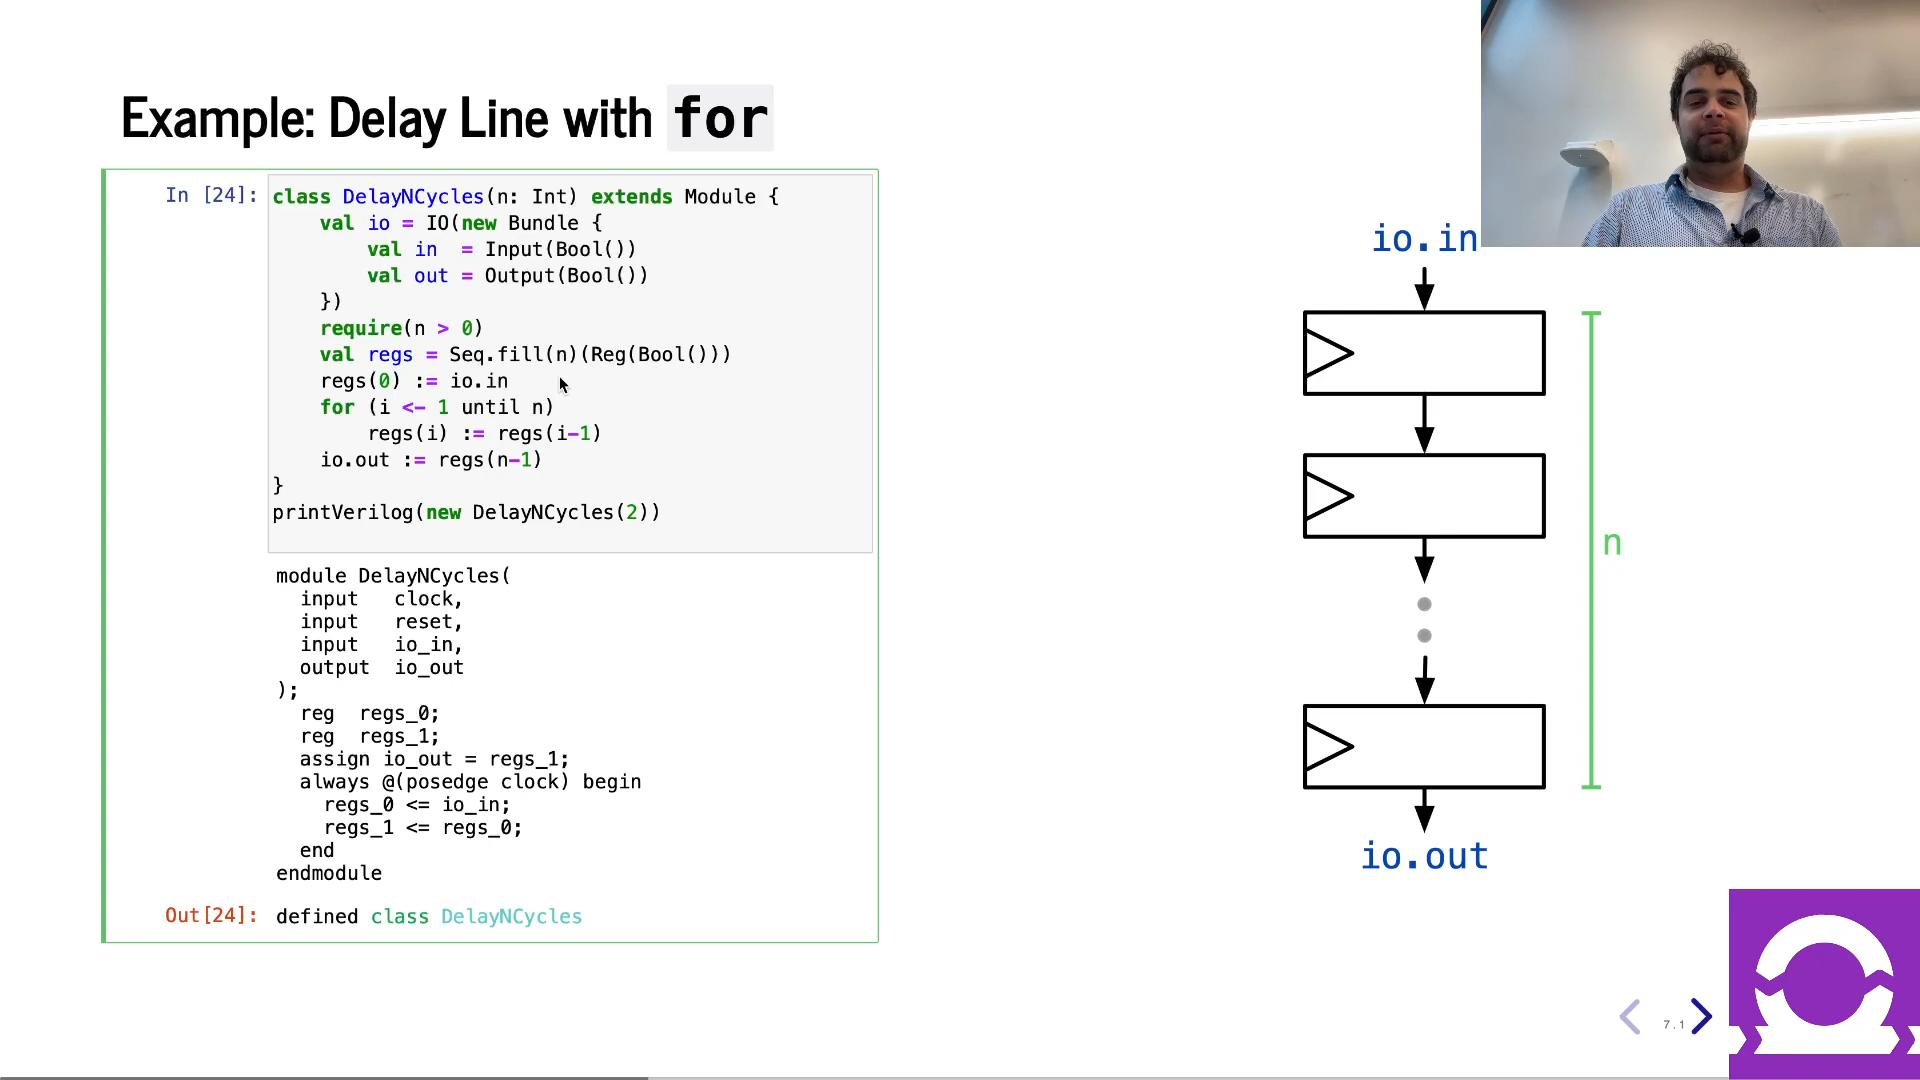 Example: Delay Line with for
In [24]:
class DelayNCycles(n: Int) extends Module {
    val io = IO(new Bundle {
        val in  = Input(Bool())
        val out = Output(Bool())
    })
    require(n > 0)
    val regs = Seq.fill(n)(Reg(Bool()))
    regs(0) := io.in
    for (i <- 1 until n)
        regs(i) := regs(i-1)
    io.out := regs(n-1)
}
printVerilog(new DelayNCycles(2))
module DelayNCycles(
  input   clock,
  input   reset,
  input   io_in,
  output  io_out
);
  reg  regs_0;
  reg  regs_1;
  assign io_out = regs_1;
  always @(posedge clock) begin
    regs_0 <= io_in;
    regs_1 <= regs_0;
  end
endmodule
Out[24]: defined class DelayNCycles
io.in
n
io.out
7.1